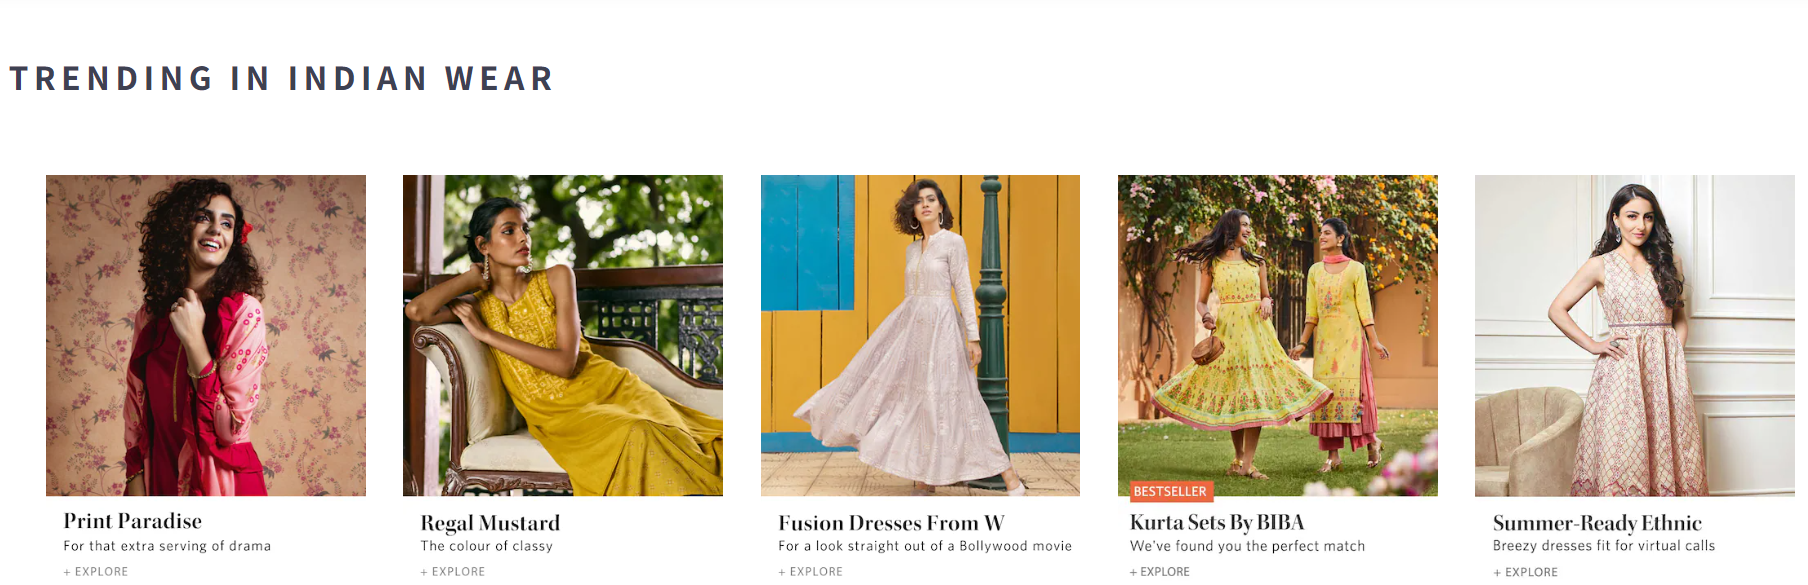 TRENDING IN INDIAN WEAR
Print Paradise
For that extra serving of drama
+ EXPLORE
Regal Mustard
The colour of classy
+ EXPLORE
Fusion Dresses From W
For a look straight out of a Bollywood movie
+ EXPLORE
BESTSELLER
Kurta Sets By BIBA
We've found you the perfect match
+ EXPLORE
Summer-Ready Ethnic
Breezy dresses fit for virtual calls
+ EXPLORE